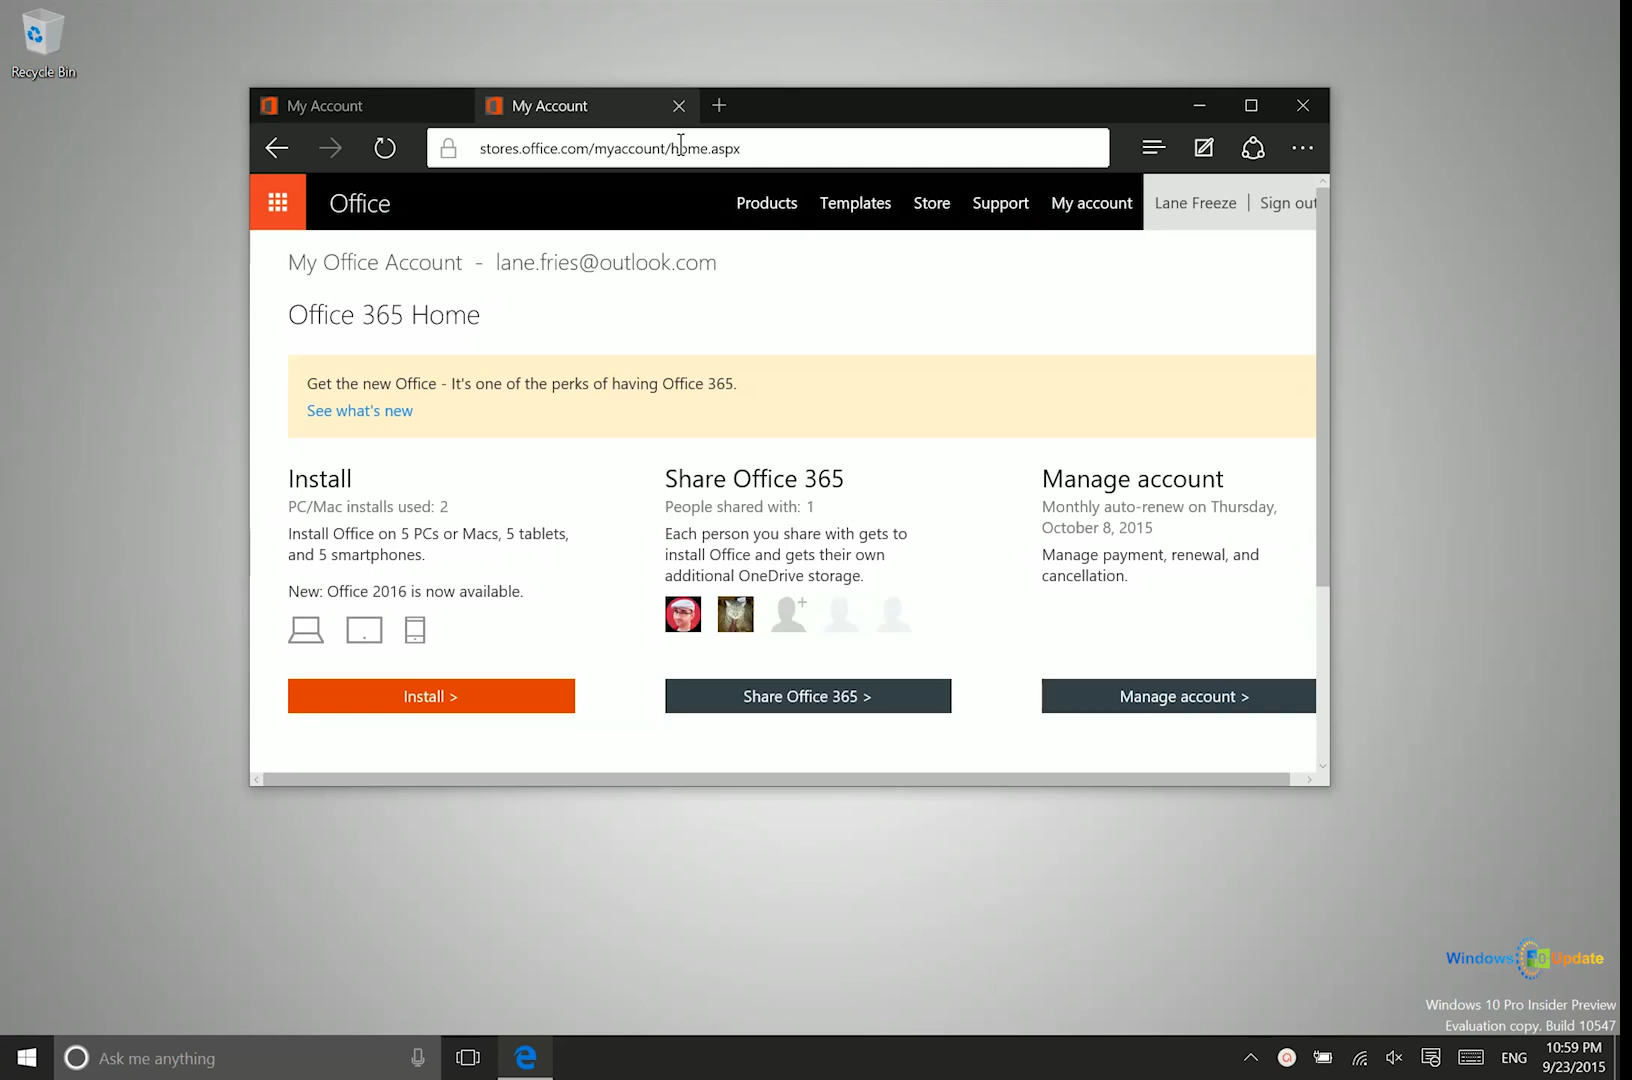 Recycle Bin
My Account
My Account
stores.office.com/myaccount/home.aspx
Office
Products
Templates
Store
Support
My account
Lane Freeze | Sign out
My Office Account - lane.fries@outlook.com
Office 365 Home
Get the new Office - It's one of the perks of having Office 365.
See what's new
Install
PC/Mac installs used: 2
Install Office on 5 PCs or Macs, 5 tablets,
and 5 smartphones.
New: Office 2016 is now available.
Install >
Share Office 365
People shared with: 1
Each person you share with gets to
install Office and gets their own
additional OneDrive storage.
Share Office 365 >
Manage account
Monthly auto-renew on Thursday,
October 8, 2015
Manage payment, renewal, and
cancellation.
Manage account >
Windows 10 Update
Windows 10 Pro Insider Preview
Evaluation copy. Build 10547
Ask me anything
ENG
10:59 PM
9/23/2015